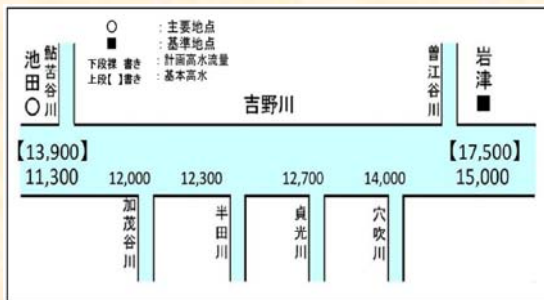 ○ : 主要地点
■ : 基準地点
下段裸 書き : 計画高水流量
上段【 】書き : 基本高水
池田○
鮎苦谷川
吉野川
曽江谷川
岩津■
【13,900】
11,300
12,000
12,300
12,700
14,000
【17,500】
15,000
加茂谷川
半田川
貞光川
穴吹川